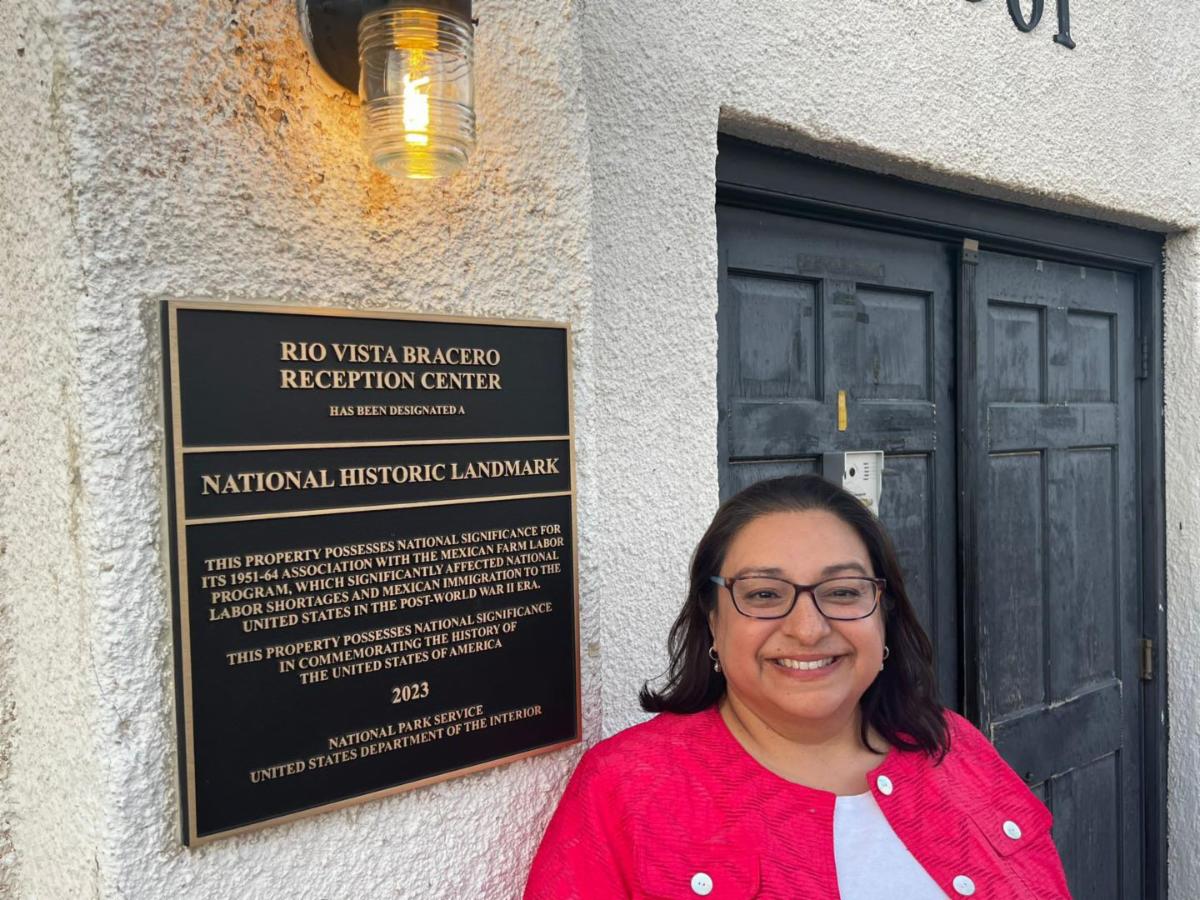 01
RIO VISTA BRACERO
RECEPTION CENTER
HAS BEEN DESIGNATED A
NATIONAL HISTORIC LANDMARK
THIS PROPERTY POSSESSES NATIONAL SIGNIFICANCE FOR
ITS 1951-64 ASSOCIATION WITH THE MEXICAN FARM LABOR
PROGRAM, WHICH SIGNIFICANTLY AFFECTED NATIONAL
LABOR SHORTAGES AND MEXICAN IMMIGRATION TO THE
UNITED STATES IN THE POST-WORLD WAR II ERA.
THIS PROPERTY POSSESSES NATIONAL SIGNIFICANCE
IN COMMEMORATING THE HISTORY OF
THE UNITED STATES OF AMERICA
2023
NATIONAL PARK SERVICE
UNITED STATES DEPARTMENT OF THE INTERIOR